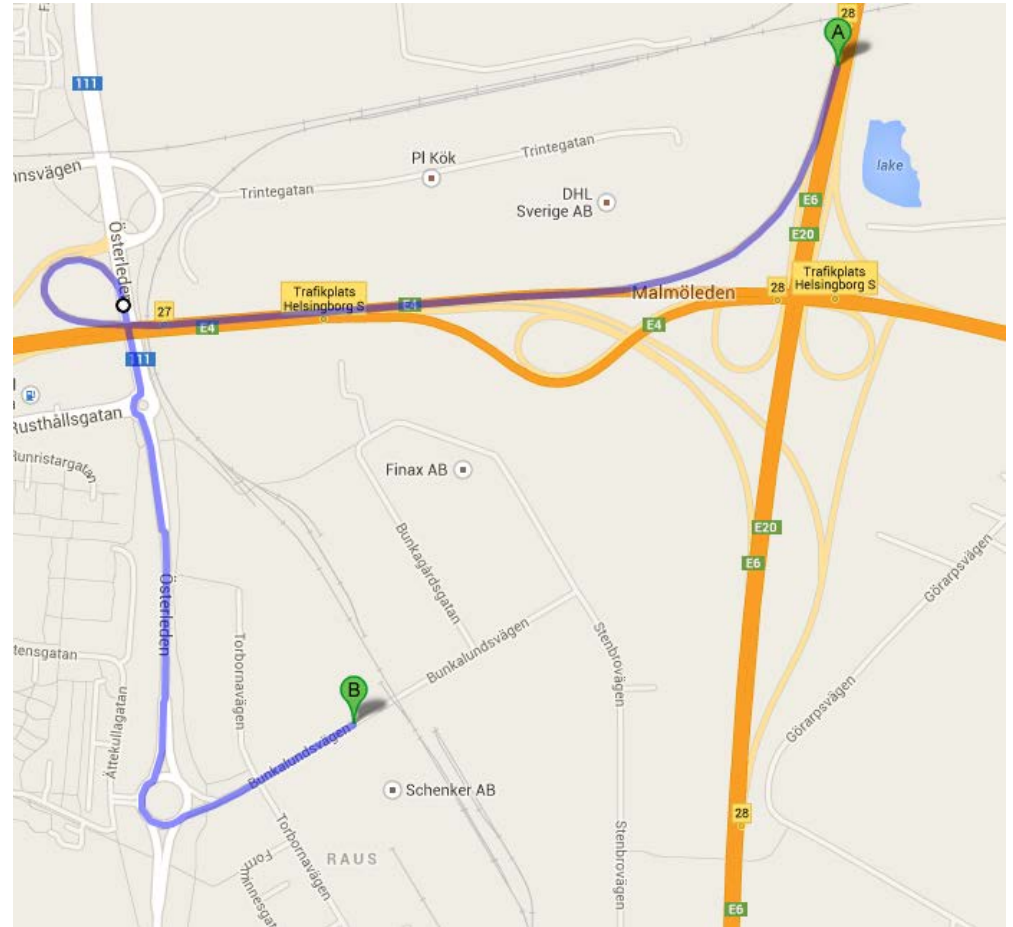 28
A
111
nnsvägen
Pl Kök
Trintegatan
Trintegatan
lake
DHL
Sverige AB
E6
E20
Österleden
Trafikplats
Helsingborg S
27
E4
E4
Malmöleden
28
Trafikplats
Helsingborg S
E4
111
Rusthållsgatan
Runristargatan
Finax AB
Bunkagårdsgatan
E20
E6
Görarpsvägen
Österleden
tensgatan
Torbornavägen
Bunkalundsvägen
Stenbrovägen
B
Ättekullagatan
Bunkalundsvägen
Görarpsvägen
Schenker AB
28
Torbornavägen
Stenbrovägen
RAUS
E6